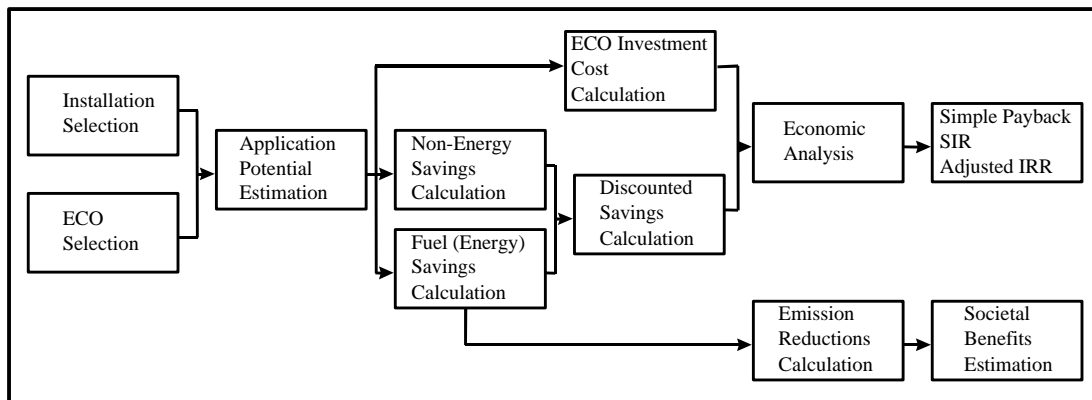 Installation
Selection
ECO
Selection
Application
Potential
Estimation
ECO Investment
Cost
Calculation
Non-Energy
Savings
Calculation
Fuel (Energy)
Savings
Calculation
Discounted
Savings
Calculation
Economic
Analysis
Simple Payback
SIR
Adjusted IRR
Emission
Reductions
Calculation
Societal
Benefits
Estimation